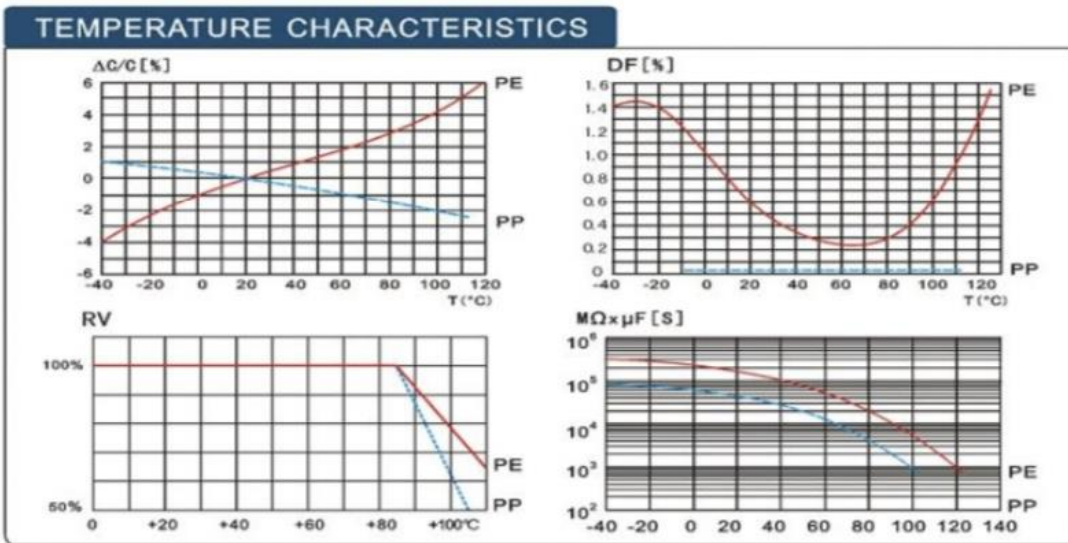 TEMPERATURE CHARACTERISTICS
ΔC/C[%]
6
4
2
0
-2
-4
-6
-40 -20 0 20 40 60 80 100 120
T(°C)
PE
PP
DF[%]
1.6
1.4
1.2
1.0
0.8
0.6
0.4
0.2
0
-40 -20 0 20 40 60 80 100 120
T(°C)
PE
PP
RV
100%
50%
0 +20 +40 +60 +80 +100℃
PE
PP
MΩxμF[S]
10⁶
10⁵
10⁴
10³
10²
-40 -20 0 20 40 60 80 100 120 140
PE
PP